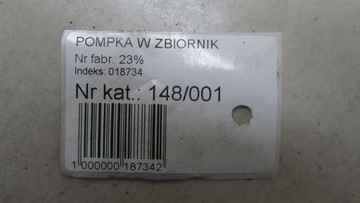 POMPKA W ZBIORNIK
Nr fabr. 23%
Indeks: 018734
Nr kat.: 148/001
1 000000 187342